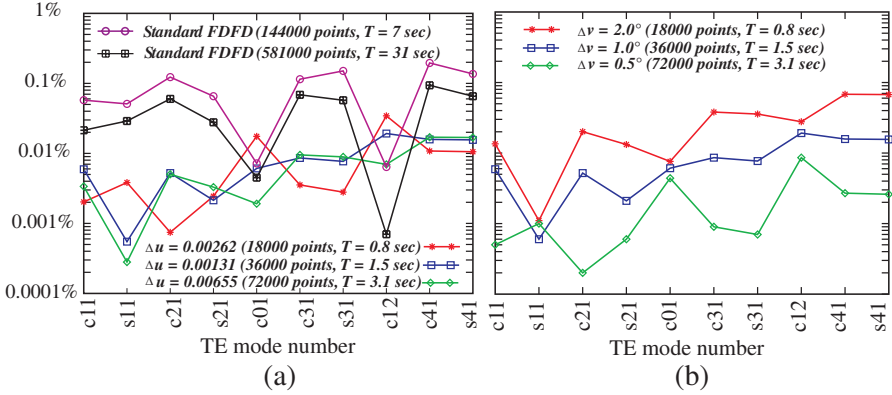 1%
0.1%
0.01%
0.001%
0.0001%
Standard FDFD (144000 points, T = 7 sec)
Standard FDFD (581000 points, T = 31 sec)
Δu = 0.00262 (18000 points, T = 0.8 sec)
Δu = 0.00131 (36000 points, T = 1.5 sec)
Δu = 0.00655 (72000 points, T = 3.1 sec)
c11 s11 c21 s21 c01 c31 s31 c12 c41 s41
TE mode number
(a)
Δv = 2.0° (18000 points, T = 0.8 sec)
Δv = 1.0° (36000 points, T = 1.5 sec)
Δv = 0.5° (72000 points, T = 3.1 sec)
c11 s11 c21 s21 c01 c31 s31 c12 c41 s41
TE mode number
(b)